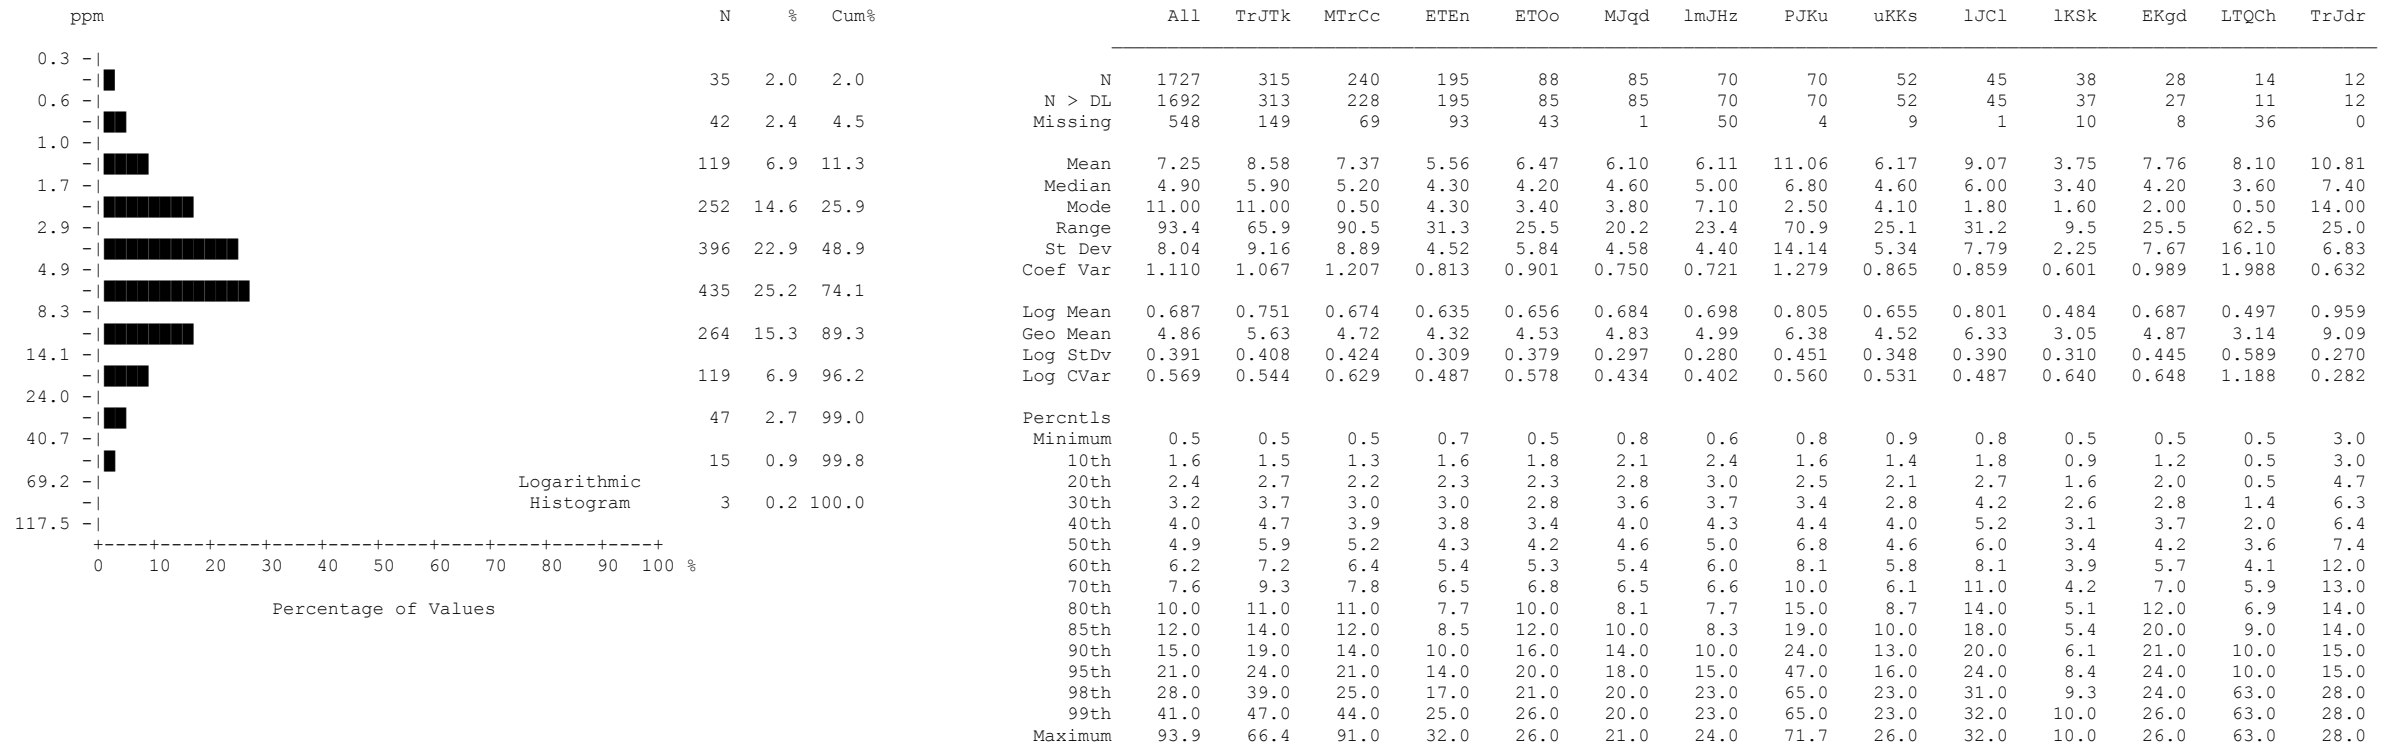 ppm N % Cum% All TrJTk MTrCc ETEn ETOo MJqd lmJHz PJKu uKKs lJCl lKSk EKgd LTQCh TrJdr
0.3 -|
-| 35 2.0 2.0 N 1727 315 240 195 88 85 70 70 52 45 38 28 14 12
0.6 -| N > DL 1692 313 228 195 85 85 70 70 52 45 37 27 11 12
-| 42 2.4 4.5 Missing 548 149 69 93 43 1 50 4 9 1 10 8 36 0
1.0 -|
-| 119 6.9 11.3 Mean 7.25 8.58 7.37 5.56 6.47 6.10 6.11 11.06 6.17 9.07 3.75 7.76 8.10 10.81
1.7 -| Median 4.90 5.90 5.20 4.30 4.20 4.60 5.00 6.80 4.60 6.00 3.40 4.20 3.60 7.40
-| 252 14.6 25.9 Mode 11.00 11.00 0.50 4.30 3.40 3.80 7.10 2.50 4.10 1.80 1.60 2.00 0.50 14.00
2.9 -| Range 93.4 65.9 90.5 31.3 25.5 20.2 23.4 70.9 25.1 31.2 9.5 25.5 62.5 25.0
-| 396 22.9 48.9 St Dev 8.04 9.16 8.89 4.52 5.84 4.58 4.40 14.14 5.34 7.79 2.25 7.67 16.10 6.83
4.9 -| Coef Var 1.110 1.067 1.207 0.813 0.901 0.750 0.721 1.279 0.865 0.859 0.601 0.989 1.988 0.632
-| 435 25.2 74.1
8.3 -| Log Mean 0.687 0.751 0.674 0.635 0.656 0.684 0.698 0.805 0.655 0.801 0.484 0.687 0.497 0.959
-| 264 15.3 89.3 Geo Mean 4.86 5.63 4.72 4.32 4.53 4.83 4.99 6.38 4.52 6.33 3.05 4.87 3.14 9.09
14.1 -| Log StDv 0.391 0.408 0.424 0.309 0.379 0.297 0.280 0.451 0.348 0.390 0.310 0.445 0.589 0.270
-| 119 6.9 96.2 Log CVar 0.569 0.544 0.629 0.487 0.578 0.434 0.402 0.560 0.531 0.487 0.640 0.648 1.188 0.282
24.0 -|
-| 47 2.7 99.0 Percntls
40.7 -| Minimum 0.5 0.5 0.5 0.7 0.5 0.8 0.6 0.8 0.9 0.8 0.5 0.5 0.5 3.0
-| 15 0.9 99.8 10th 1.6 1.5 1.3 1.6 1.8 2.1 2.4 1.6 1.4 1.8 0.9 1.2 0.5 3.0
69.2 -| Logarithmic 20th 2.4 2.7 2.2 2.3 2.3 2.8 3.0 2.5 2.1 2.7 1.6 2.0 0.5 4.7
-| Histogram 3 0.2 100.0 30th 3.2 3.7 3.0 3.0 2.8 3.6 3.7 3.4 2.8 4.2 2.6 2.8 1.4 6.3
117.5 -| 40th 4.0 4.7 3.9 3.8 3.4 4.0 4.3 4.4 4.0 5.2 3.1 3.7 2.0 6.4
+----+----+----+----+----+----+----+----+----+----+ 50th 4.9 5.9 5.2 4.3 4.2 4.6 5.0 6.8 4.6 6.0 3.4 4.2 3.6 7.4
0 10 20 30 40 50 60 70 80 90 100 % 60th 6.2 7.2 6.4 5.4 5.3 5.4 6.0 8.1 5.8 8.1 3.9 5.7 4.1 12.0
70th 7.6 9.3 7.8 6.5 6.8 6.5 6.6 10.0 6.1 11.0 4.2 7.0 5.9 13.0
Percentage of Values 80th 10.0 11.0 11.0 7.7 10.0 8.1 7.7 15.0 8.7 14.0 5.1 12.0 6.9 14.0
85th 12.0 14.0 12.0 8.5 12.0 10.0 8.3 19.0 10.0 18.0 5.4 20.0 9.0 14.0
90th 15.0 19.0 14.0 10.0 16.0 14.0 10.0 24.0 13.0 20.0 6.1 21.0 10.0 15.0
95th 21.0 24.0 21.0 14.0 20.0 18.0 15.0 47.0 16.0 24.0 8.4 24.0 10.0 15.0
98th 28.0 39.0 25.0 17.0 21.0 20.0 23.0 65.0 23.0 31.0 9.3 24.0 63.0 28.0
99th 41.0 47.0 44.0 25.0 26.0 20.0 23.0 65.0 23.0 32.0 10.0 26.0 63.0 28.0
Maximum 93.9 66.4 91.0 32.0 26.0 21.0 24.0 71.7 26.0 32.0 10.0 26.0 63.0 28.0